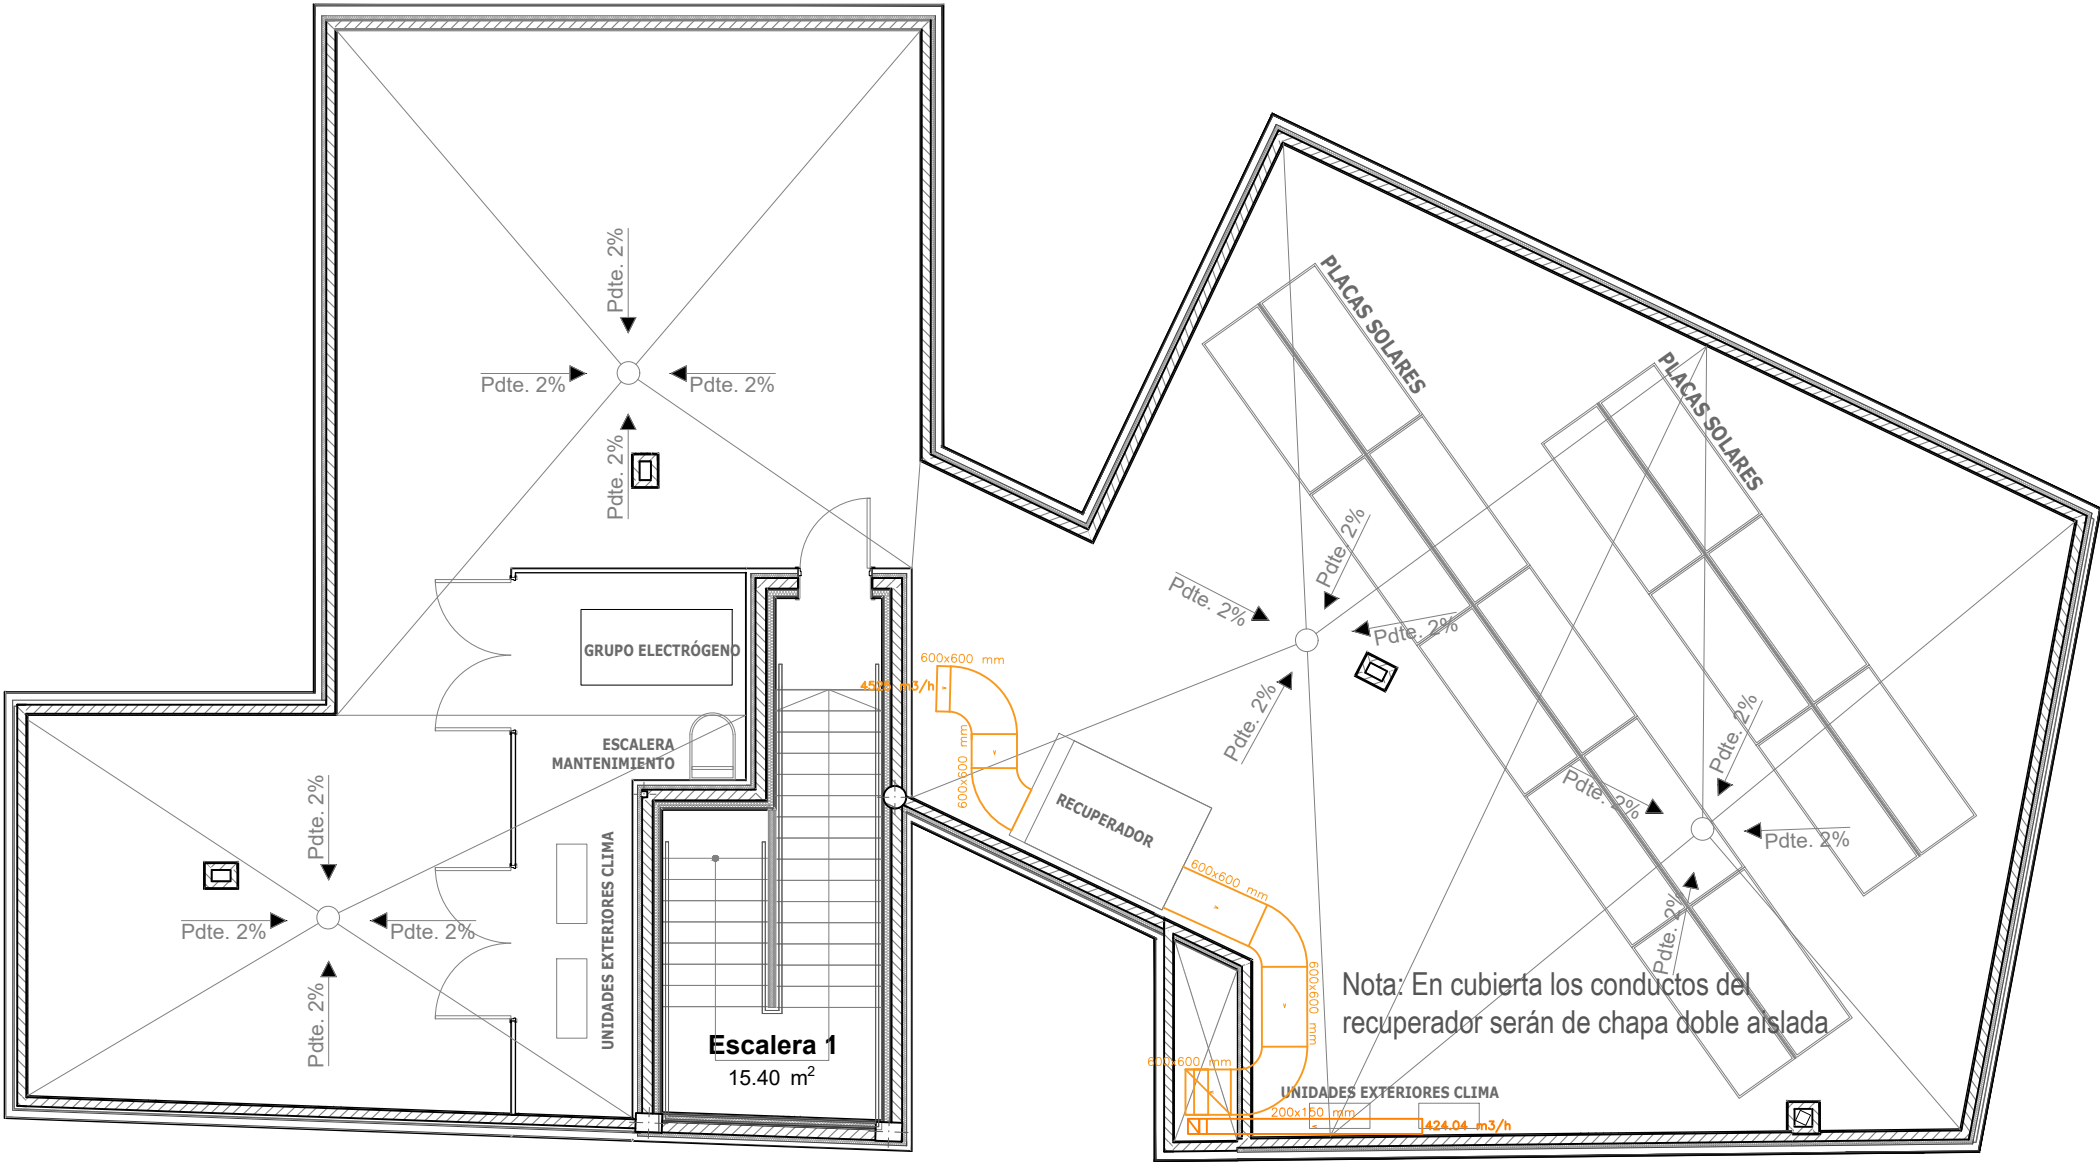 Pdte. 2%
Pdte. 2%
Pdte. 2%
Pdte. 2%
PLACAS SOLARES
PLACAS SOLARES
Pdte. 2%
Pdte. 2%
Pdte. 2%
Pdte. 2%
GRUPO ELECTRÓGENO
600x600 mm
m3/h
600x600 mm
ESCALERA
MANTENIMIENTO
RECUPERADOR
Pdte. 2%
Pdte. 2%
Pdte. 2%
Pdte. 2%
Pdte. 2%
Pdte. 2%
Pdte. 2%
Pdte. 2%
UNIDADES EXTERIORES CLIMA
600x600 mm
600x600 mm
Nota: En cubierta los conductos del
recuperador serán de chapa doble aislada
Escalera 1
15.40 m²
600x600 mm
UNIDADES EXTERIORES CLIMA
200x150 mm
424.04 m3/h